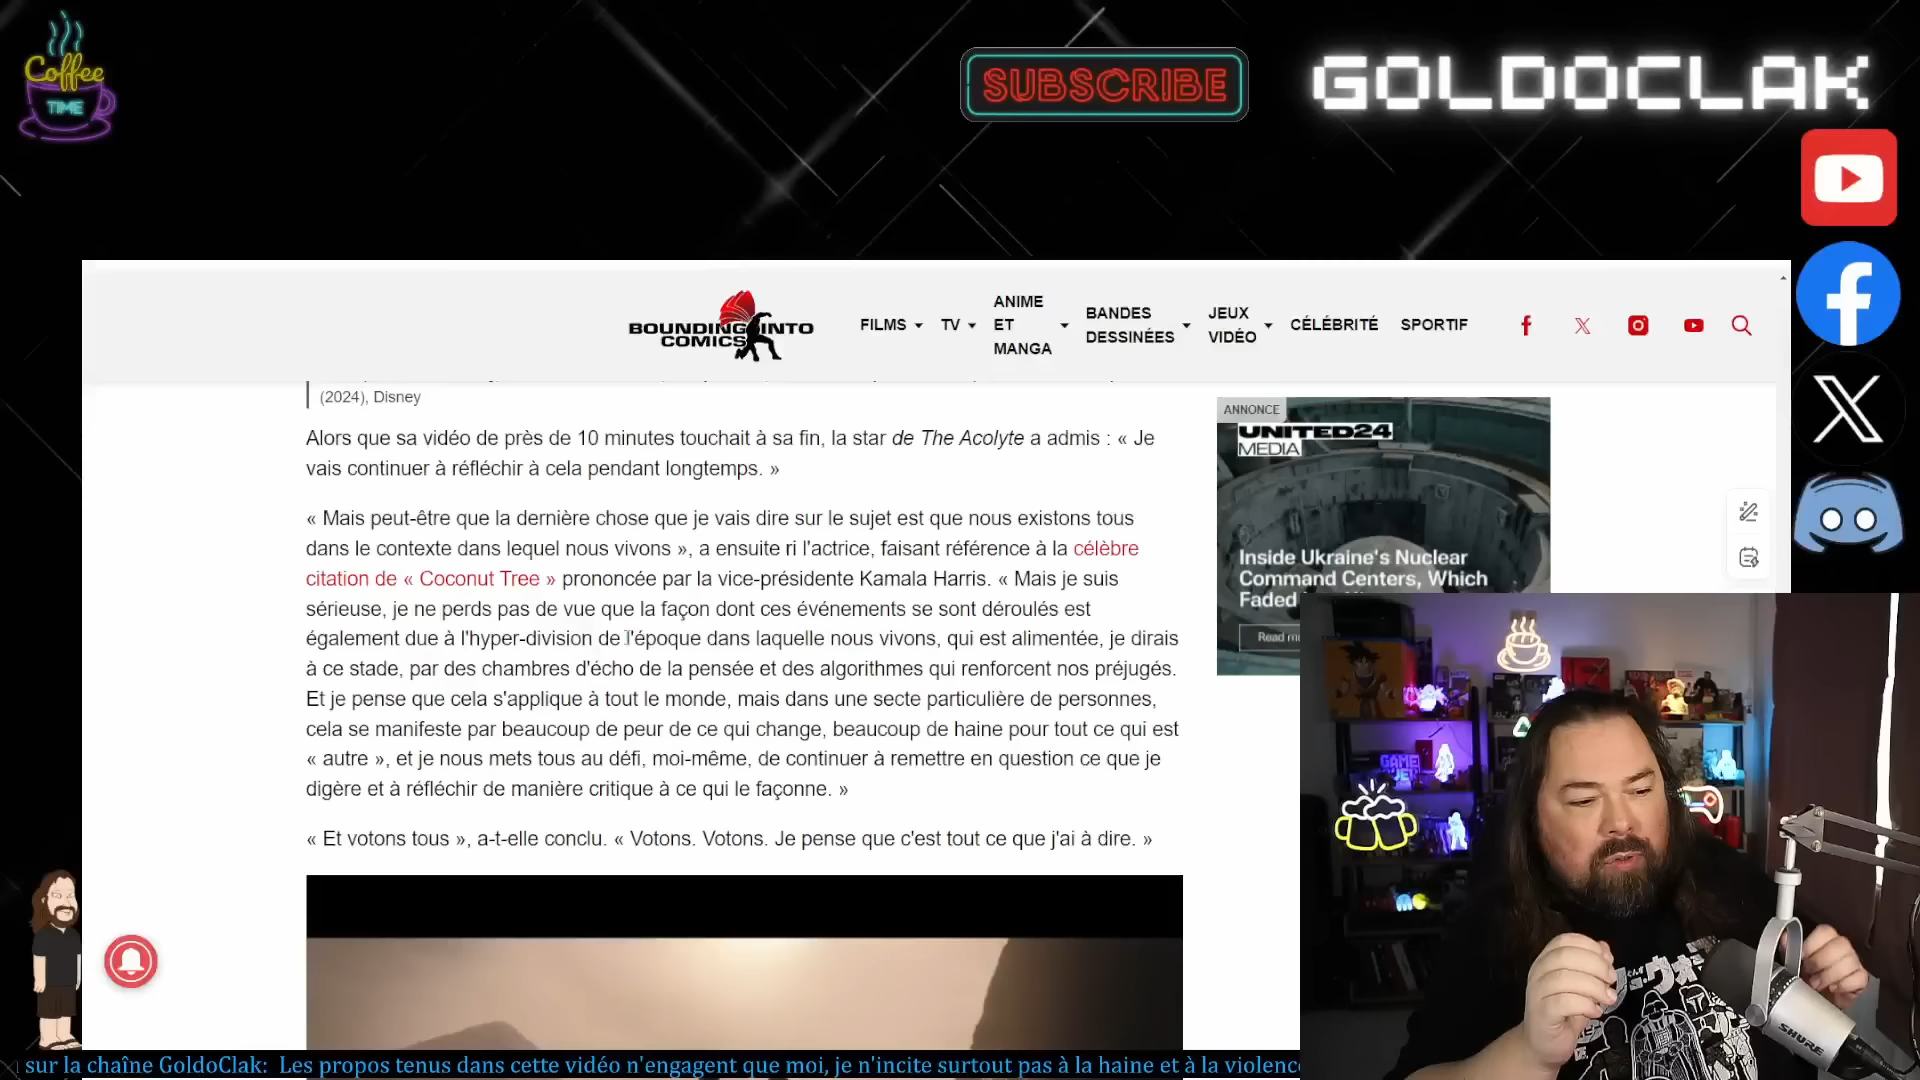 Coffee
TIME
SUBSCRIBE
GOLDOCLAK
BOUNDING INTO
COMICS
FILMS
TV
ANIME
ET
MANGA
BANDES
DESSINÉES
JEUX
VIDÉO
CÉLÉBRITÉ
SPORTIF
(2024), Disney
Alors que sa vidéo de près de 10 minutes touchait à sa fin, la star de The Acolyte a admis : « Je
vais continuer à réfléchir à cela pendant longtemps. »
« Mais peut-être que la dernière chose que je vais dire sur le sujet est que nous existons tous
dans le contexte dans lequel nous vivons », a ensuite ri l'actrice, faisant référence à la célèbre
citation de « Coconut Tree » prononcée par la vice-présidente Kamala Harris. « Mais je suis
sérieuse, je ne perds pas de vue que la façon dont ces événements se sont déroulés est
également due à l'hyper-division de l'époque dans laquelle nous vivons, qui est alimentée, je dirais
à ce stade, par des chambres d'écho de la pensée et des algorithmes qui renforcent nos préjugés.
Et je pense que cela s'applique à tout le monde, mais dans une secte particulière de personnes,
cela se manifeste par beaucoup de peur de ce qui change, beaucoup de haine pour tout ce qui est
« autre », et je nous mets tous au défi, moi-même, de continuer à remettre en question ce que je
digère et à réfléchir de manière critique à ce qui le façonne. »
« Et votons tous », a-t-elle conclu. « Votons. Votons. Je pense que c'est tout ce que j'ai à dire. »
ANNONCE
UNITED24
MEDIA
Inside Ukraine's Nuclear
Command Centers, Which
Faded
Read
GAME
SHURE
sur la chaîne GoldoClak: Les propos tenus dans cette vidéo n'engagent que moi, je n'incite surtout pas à la haine et à la violence